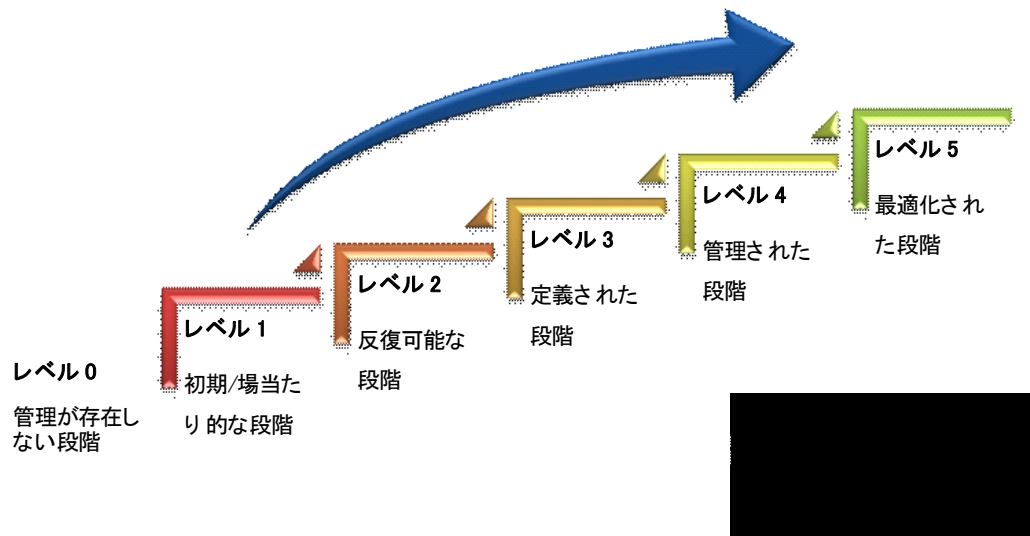 レベル 0
管理が存在し
ない段階
レベル 1
初期/場当た
り的な段階
レベル 2
反復可能な
段階
レベル 3
定義された
段階
レベル 4
管理された
段階
レベル 5
最適化され
た段階